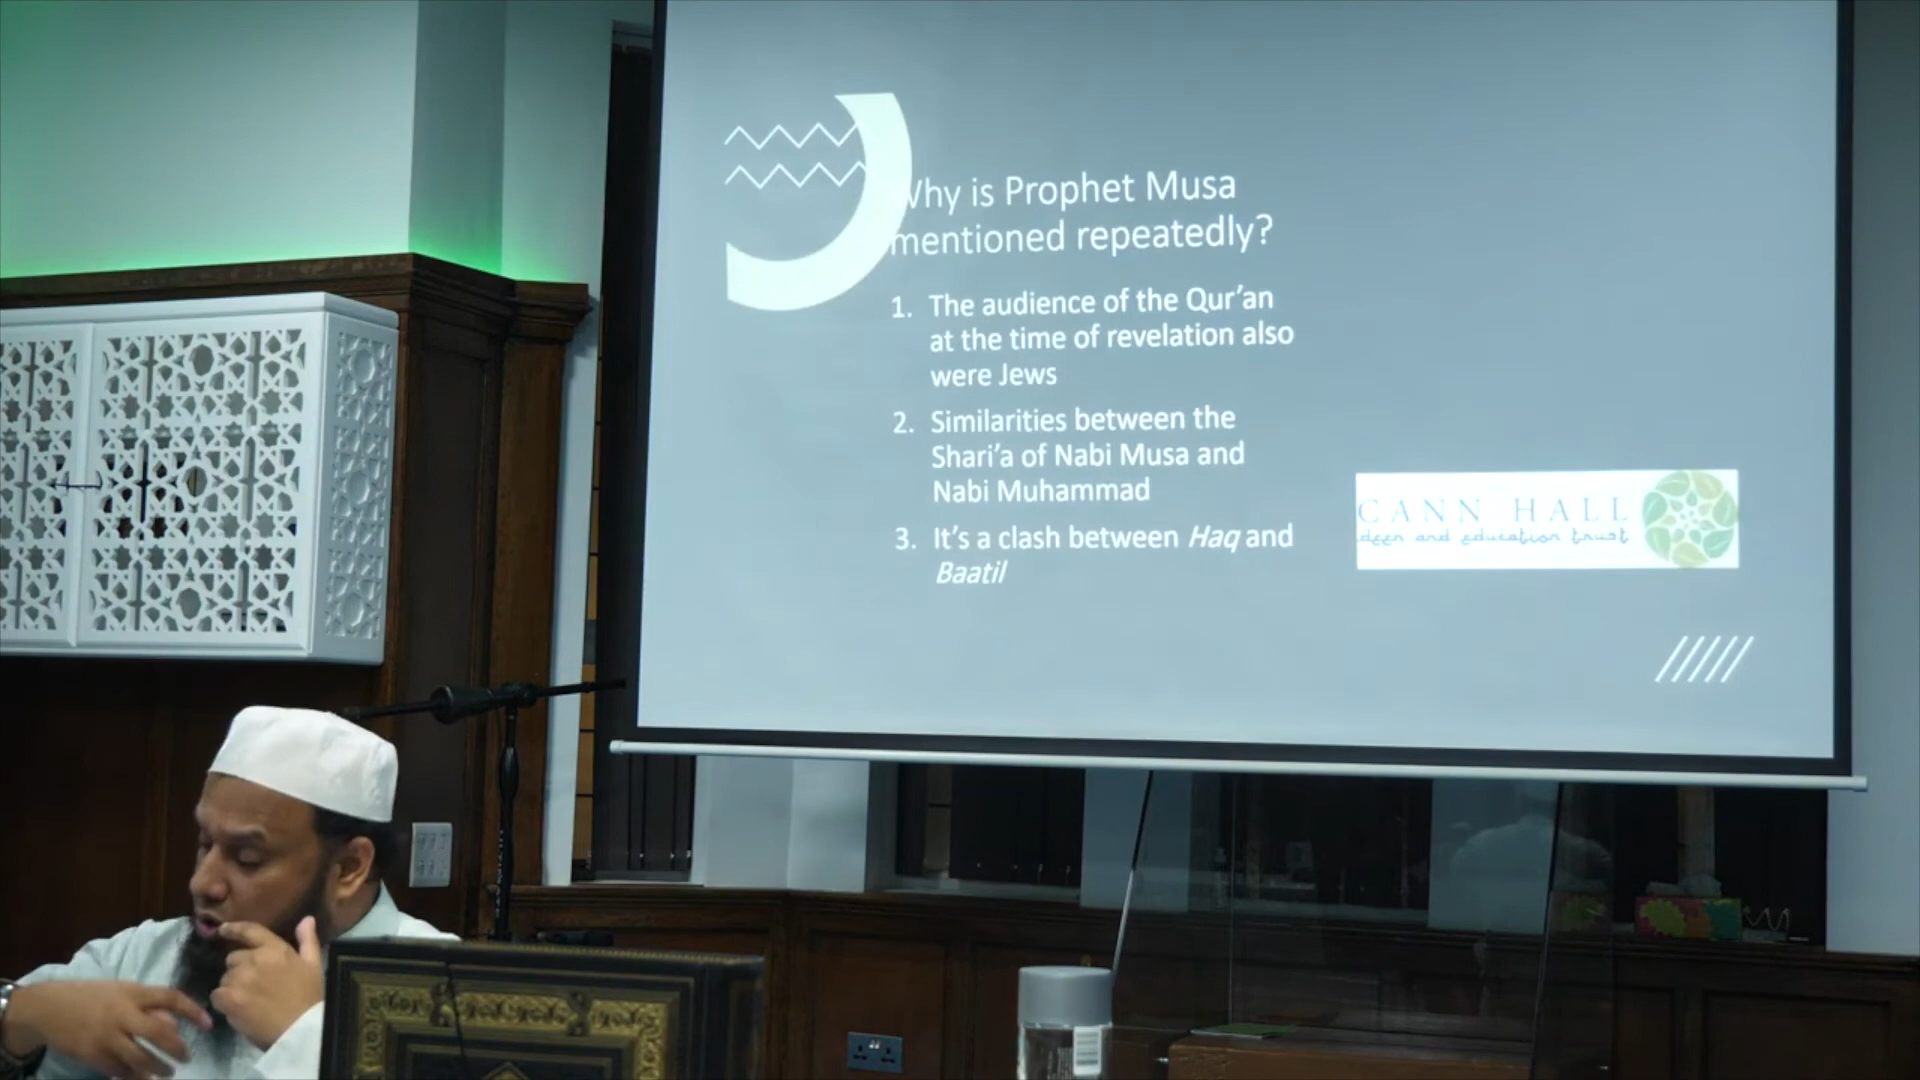 Why is Prophet Musa
mentioned repeatedly?
1. The audience of the Qur'an
at the time of revelation also
were Jews
2. Similarities between the
Shari'a of Nabi Musa and
Nabi Muhammad
3. It's a clash between Haq and
Baatil
CANN HALL
deen and education trust